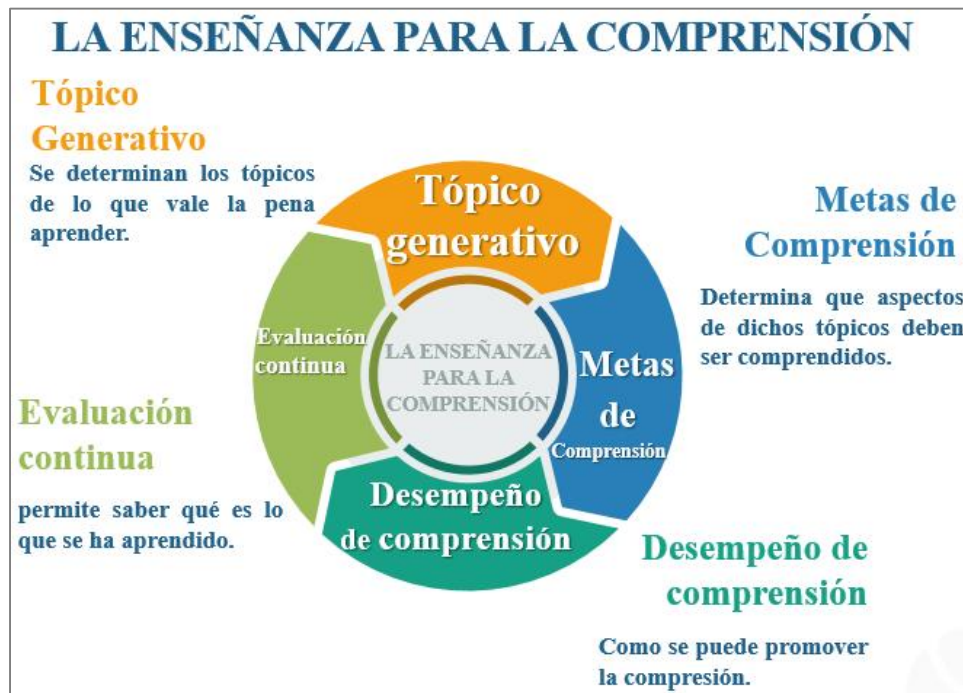 LA ENSEÑANZA PARA LA COMPRENSIÓN
Tópico
Generativo
Se determinan los tópicos
de lo que vale la pena
aprender.
Tópico
generativo
Metas de
Comprensión
Determina que aspectos
de dichos tópicos deben
ser comprendidos.
Evaluación
continua
LA ENSEÑANZA
PARA LA
COMPRENSIÓN
Metas
de
Comprensión
Evaluación
continua
permite saber qué es lo
que se ha aprendido.
Desempeño
de comprensión
Desempeño de
comprensión
Como se puede promover
la compresión.